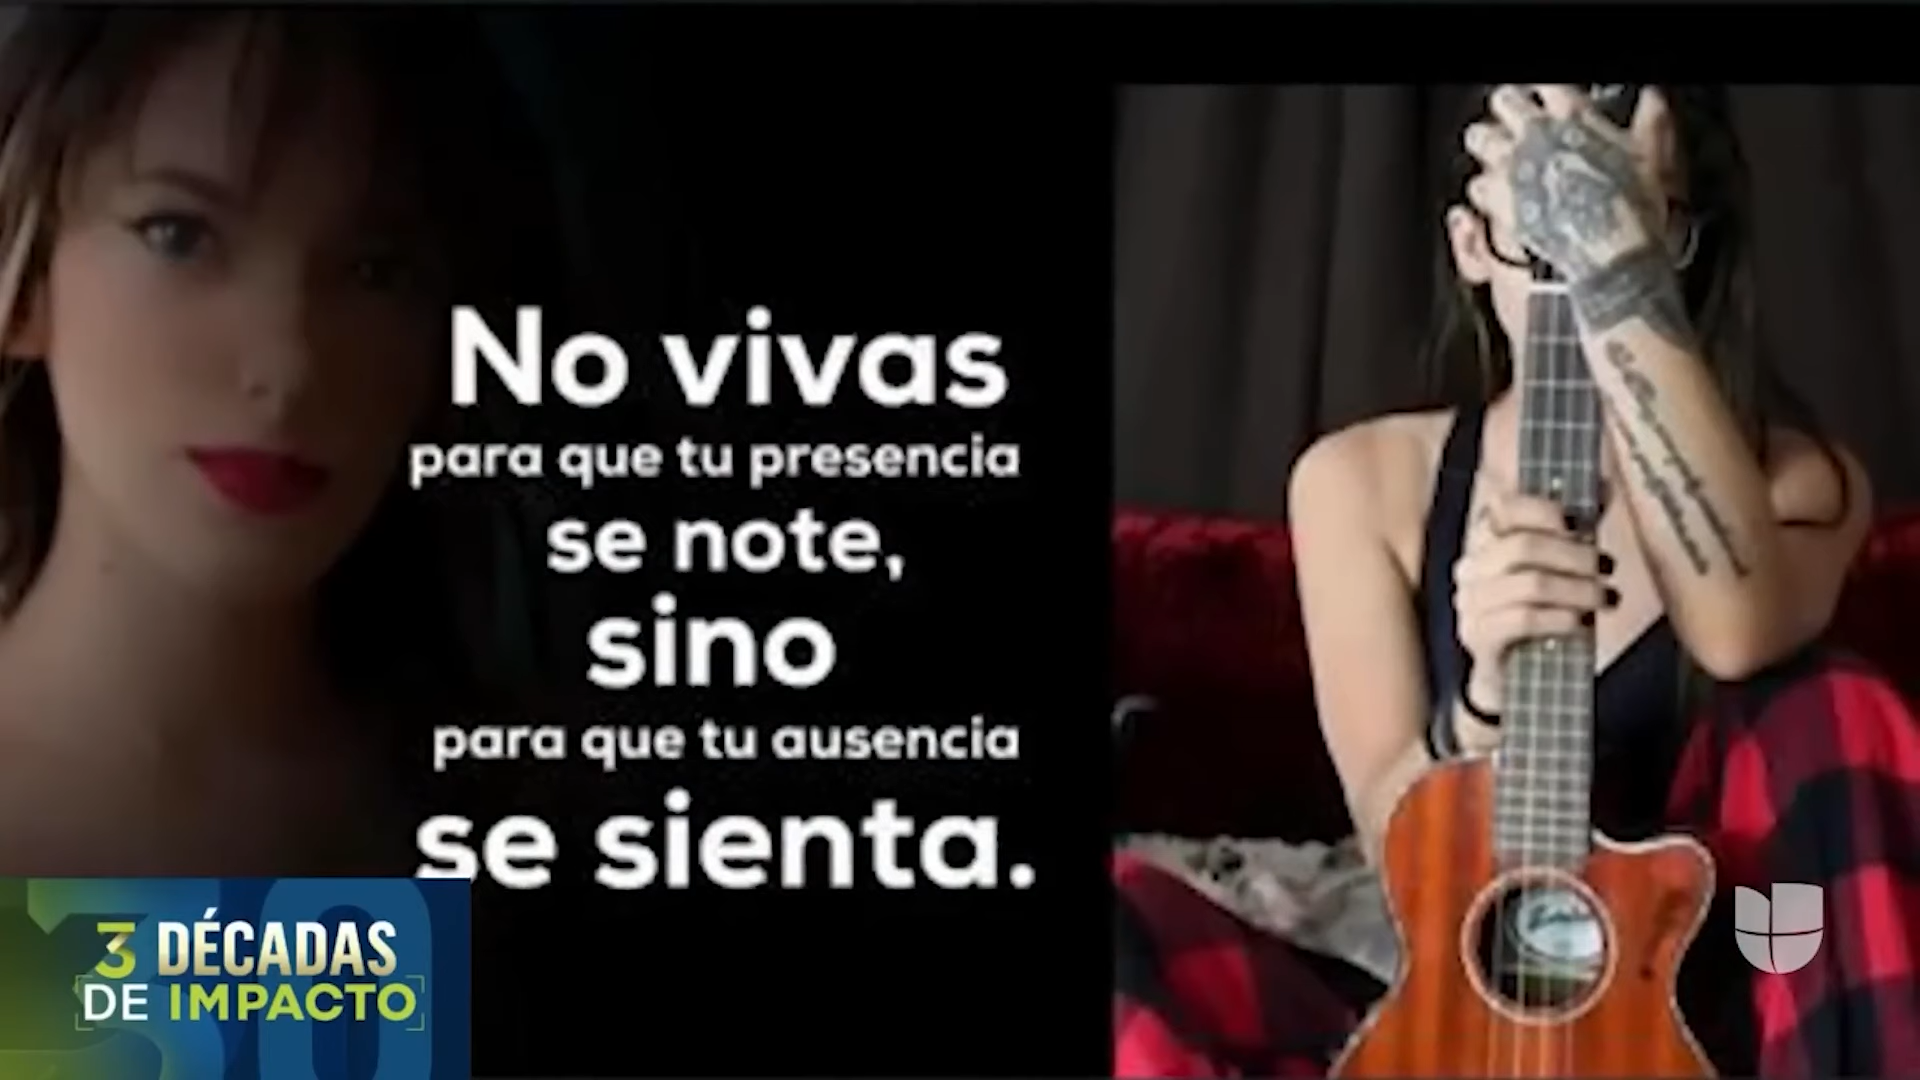 No vivas
para que tu presencia
se note,
sino
para que tu ausencia
se sienta.
3 DÉCADAS
DE IMPACTO